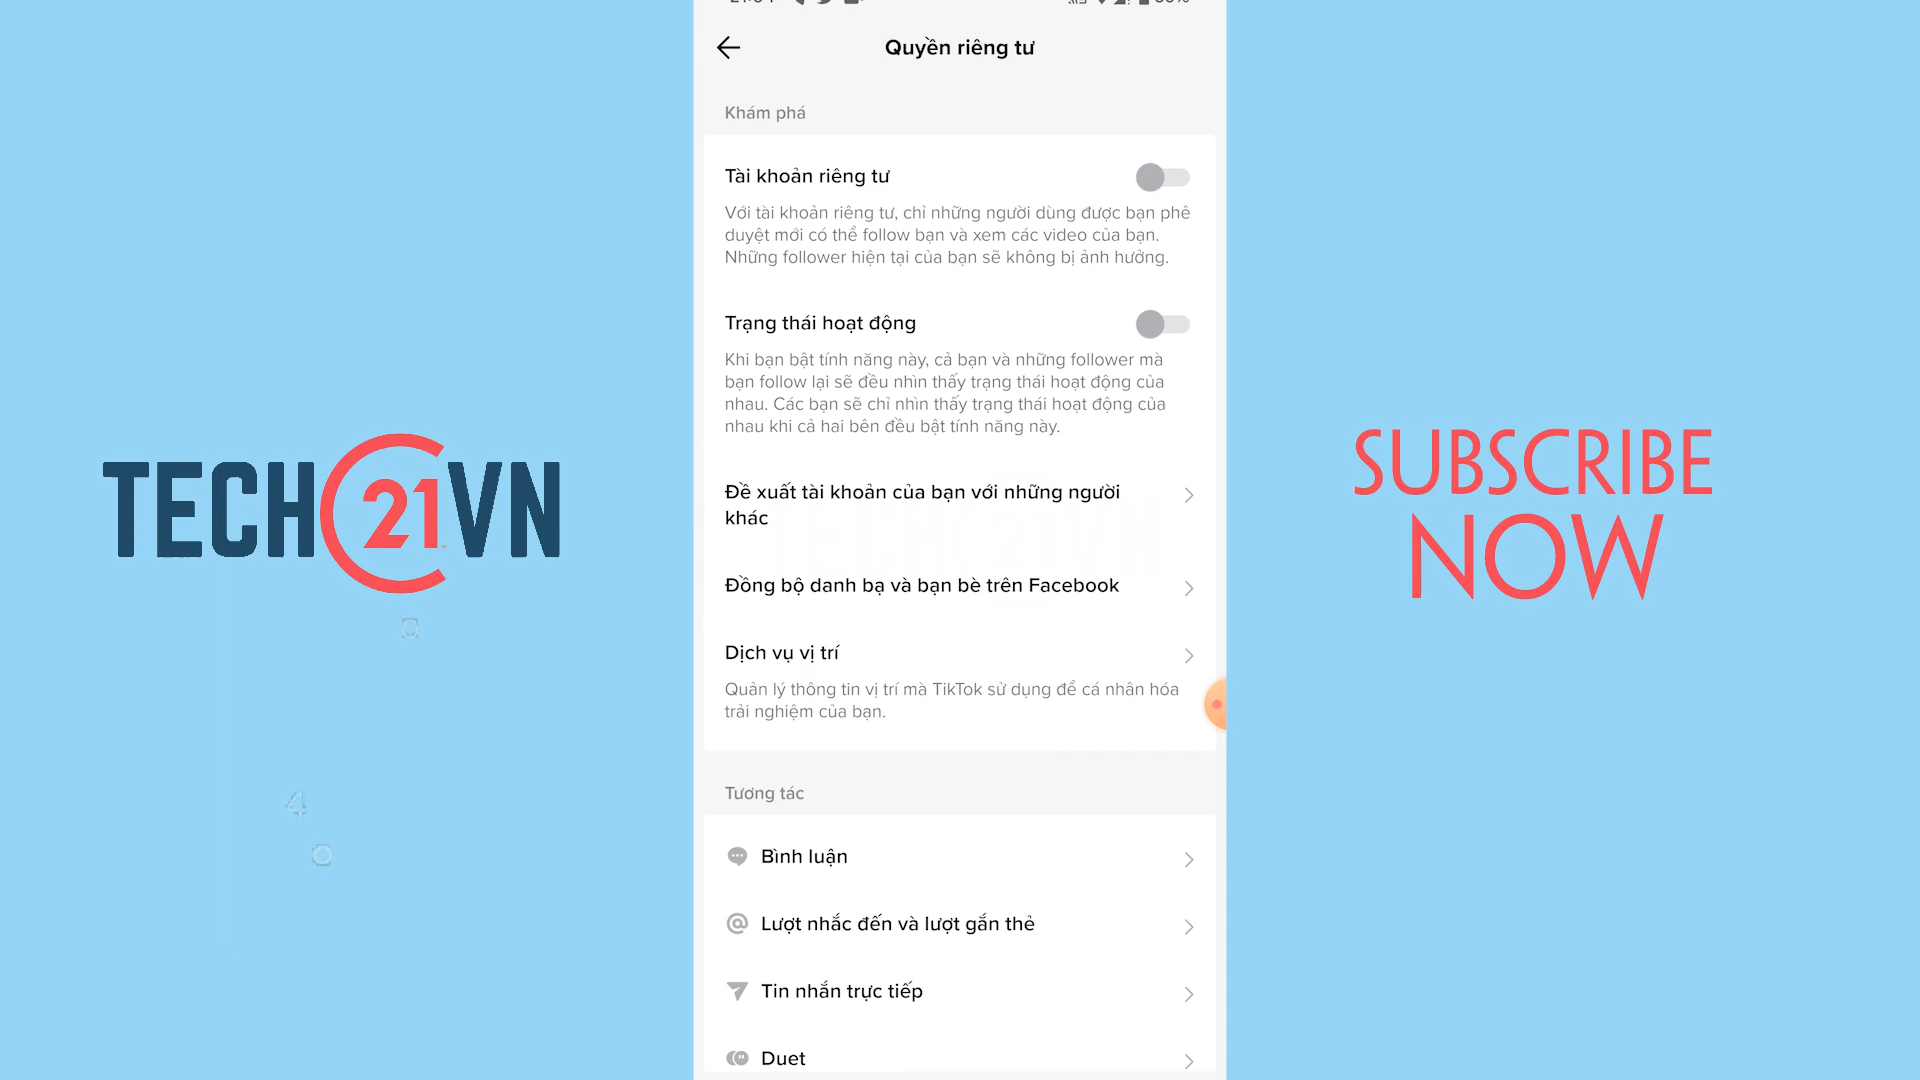 Quyền riêng tư
Khám phá
Tài khoản riêng tư
Với tài khoản riêng tư, chỉ những người dùng được bạn phê
duyệt mới có thể follow bạn và xem các video của bạn.
Những follower hiện tại của bạn sẽ không bị ảnh hưởng.
Trạng thái hoạt động
Khi bạn bật tính năng này, cả bạn và những follower mà
bạn follow lại sẽ đều nhìn thấy trạng thái hoạt động của
nhau. Các bạn sẽ chỉ nhìn thấy trạng thái hoạt động của
nhau khi cả hai bên đều bật tính năng này.
Đề xuất tài khoản của bạn với những người
khác
Đồng bộ danh bạ và bạn bè trên Facebook
Dịch vụ vị trí
Quản lý thông tin vị trí mà TikTok sử dụng để cá nhân hóa
trải nghiệm của bạn.
Tương tác
Bình luận
Lượt nhắc đến và lượt gắn thẻ
Tin nhắn trực tiếp
Duet
TECH 21 VN
4
SUBSCRIBE
NOW